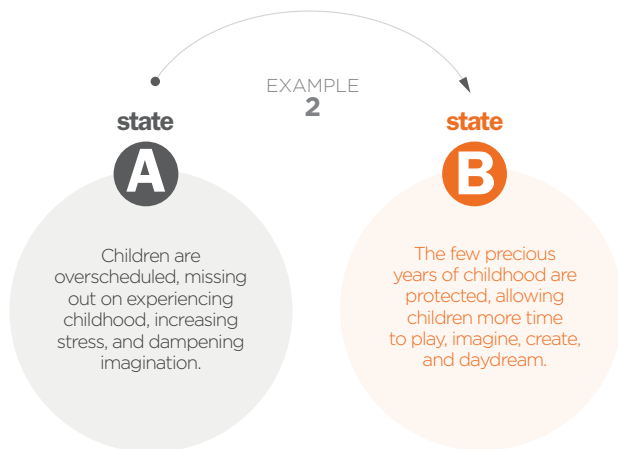 EXAMPLE
2
state
A
Children are
overscheduled, missing
out on experiencing
childhood, increasing
stress, and dampening
imagination.
state
B
The few precious
years of childhood are
protected, allowing
children more time
to play, imagine, create,
and daydream.